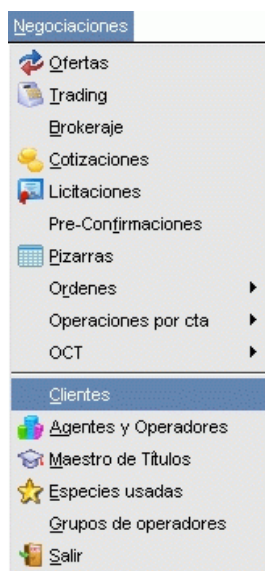 Negociaciones
Ofertas
Trading
Brokeraje
Cotizaciones
Licitaciones
Pre-Confirmaciones
Pizarras
Ordenes
Operaciones por cta
OCT
Clientes
Agentes y Operadores
Maestro de Títulos
Especies usadas
Grupos de operadores
Salir